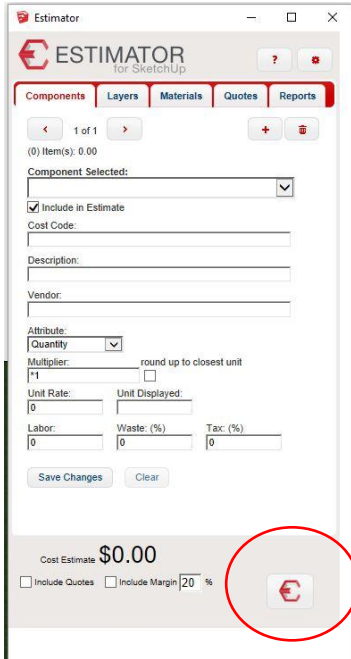 Estimator
ESTIMATOR
for SketchUp
?
Components Layers Materials Quotes Reports
< 1 of 1 > +
(0) Item(s): 0.00
Component Selected:
Include in Estimate
Cost Code:
Description:
Vendor:
Attribute:
Quantity
Multiplier: round up to closest unit
*1
Unit Rate: Unit Displayed:
0
Labor: Waste: (%) Tax: (%)
0 0 0
Save Changes Clear
Cost Estimate $0.00
Include Quotes Include Margin 20 %